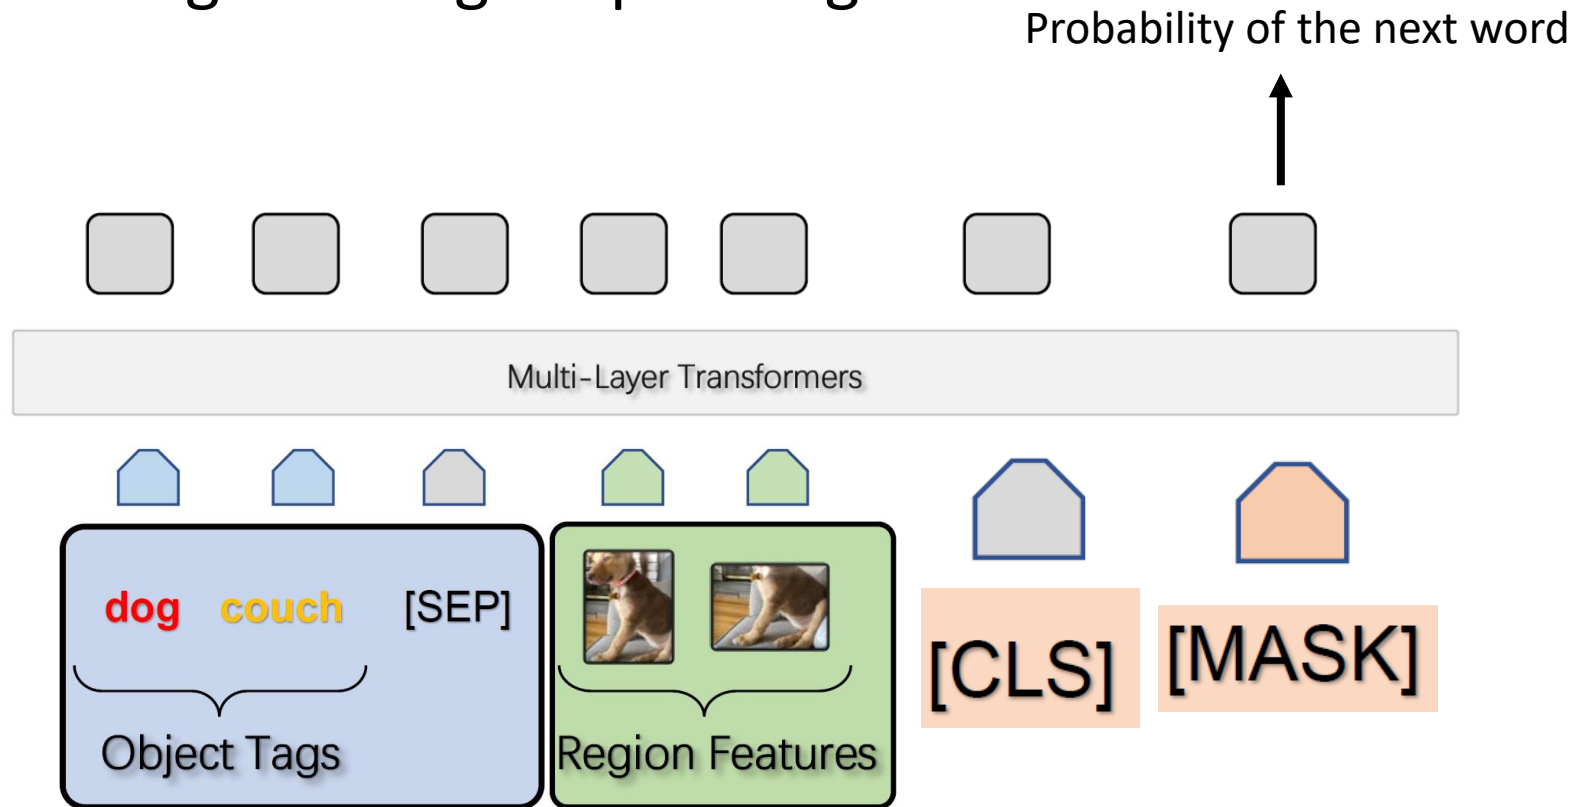 Probability of the next word
Multi-Layer Transformers
dog couch [SEP]
[CLS] [MASK]
Object Tags
Region Features